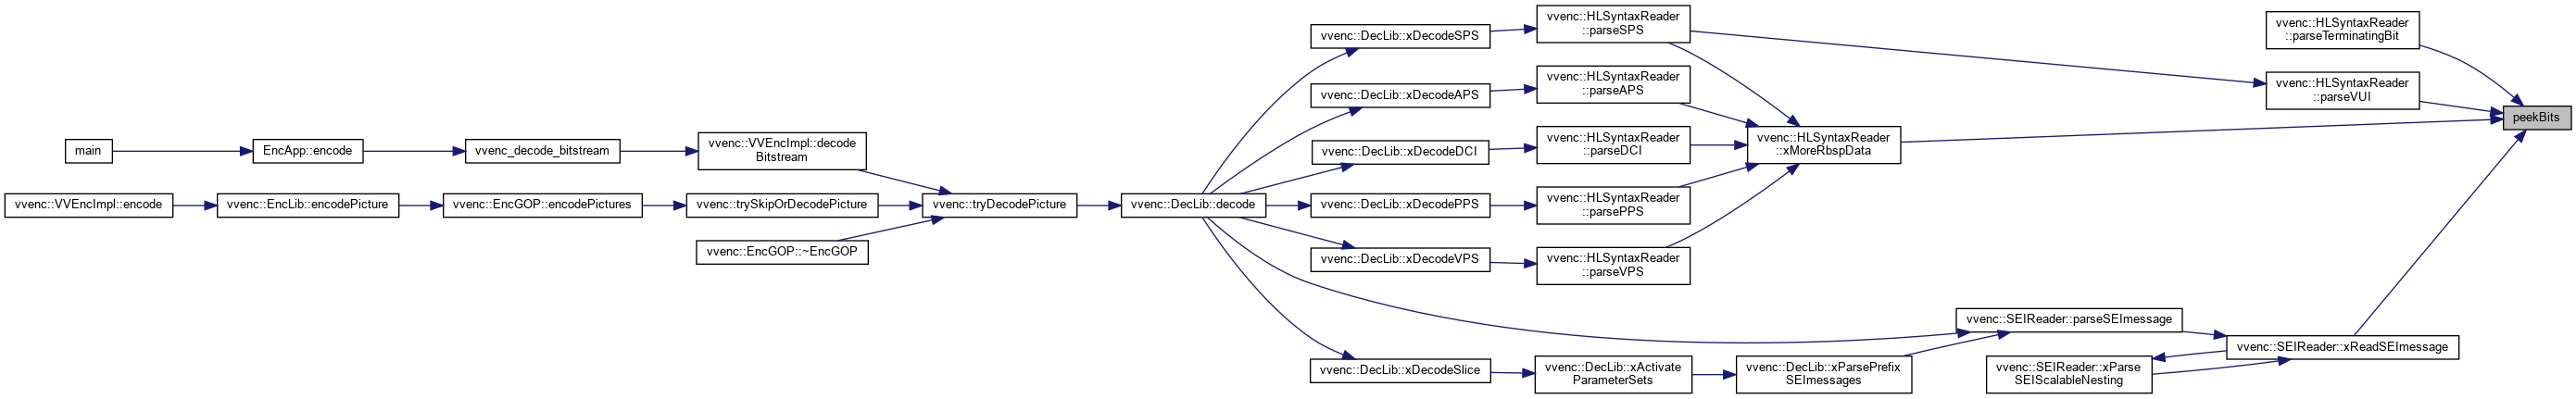 main
EncApp::encode
vvenc_decode_bitstream
vvenc::VVEncImpl::decode
Bitstream
vvenc::VVEncImpl::encode
vvenc::EncLib::encodePicture
vvenc::EncGOP::encodePictures
vvenc::trySkipOrDecodePicture
vvenc::EncGOP::~EncGOP
vvenc::tryDecodePicture
vvenc::DecLib::decode
vvenc::DecLib::xDecodeSPS
vvenc::DecLib::xDecodeAPS
vvenc::DecLib::xDecodeDCI
vvenc::DecLib::xDecodePPS
vvenc::DecLib::xDecodeVPS
vvenc::DecLib::xDecodeSlice
vvenc::HLSyntaxReader
::parseSPS
vvenc::HLSyntaxReader
::parseAPS
vvenc::HLSyntaxReader
::parseDCI
vvenc::HLSyntaxReader
::parsePPS
vvenc::HLSyntaxReader
::parseVPS
vvenc::DecLib::xActivate
ParameterSets
vvenc::HLSyntaxReader
::xMoreRbspData
vvenc::DecLib::xParsePrefix
SEImessages
vvenc::SEIReader::parseSEImessage
vvenc::SEIReader::xParse
SEIScalableNesting
vvenc::HLSyntaxReader
::parseTerminatingBit
vvenc::HLSyntaxReader
::parseVUI
vvenc::SEIReader::xReadSEImessage
peekBits